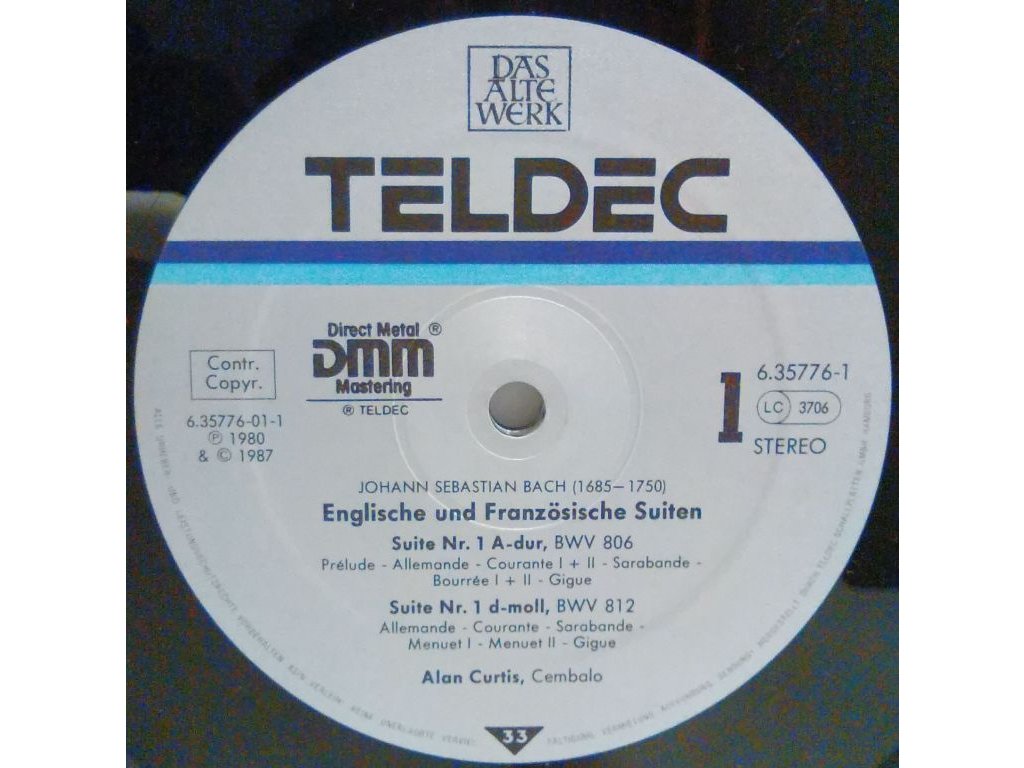 DAS
ALTE
WERK
TELDEC
Direct Metal ®
DMM
Mastering
® TELDEC
Contr.
Copyr.
6.35776-01-1
Ⓟ 1980
& © 1987
1
6.35776-1
LC 3706
STEREO
JOHANN SEBASTIAN BACH (1685–1750)
Englische und Französische Suiten
Suite Nr. 1 A-dur, BWV 806
Prélude - Allemande - Courante I + II - Sarabande -
Bourrée I + II - Gigue
Suite Nr. 1 d-moll, BWV 812
Allemande - Courante - Sarabande -
Menuet I - Menuet II - Gigue
Alan Curtis, Cembalo
33